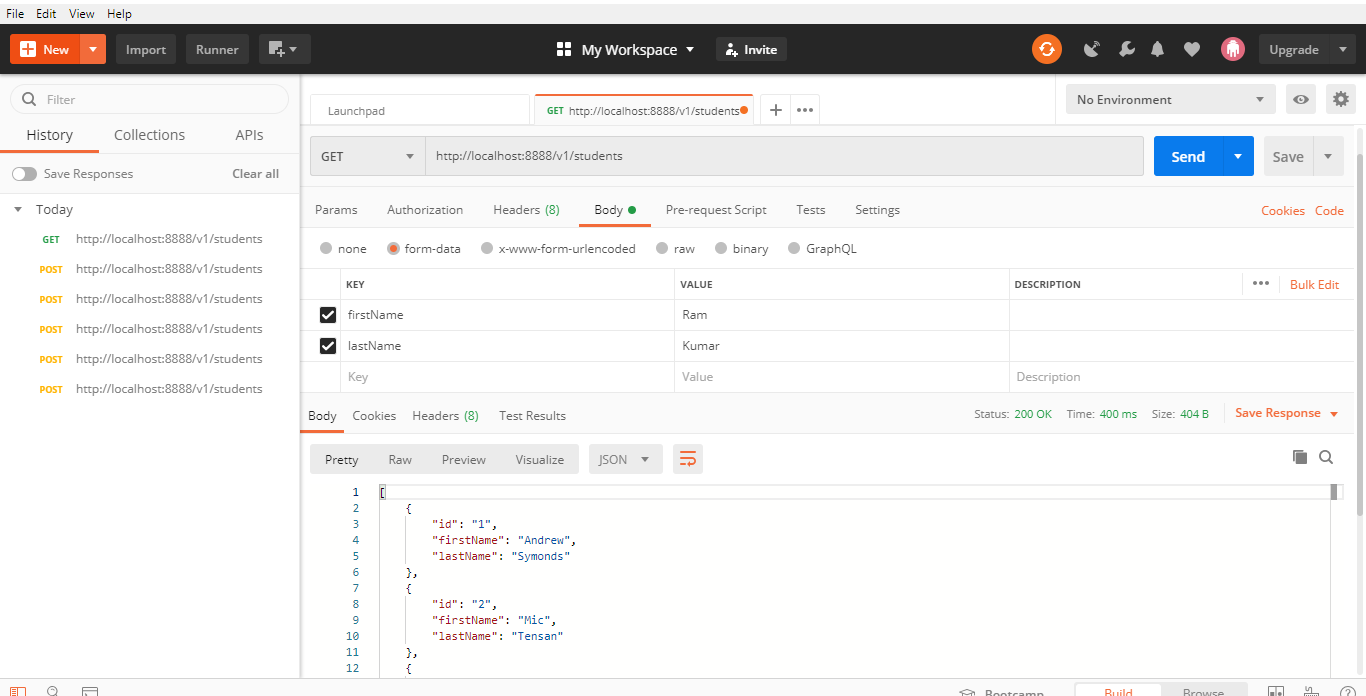 File Edit View Help
New Import Runner My Workspace Invite Upgrade
Filter
History Collections APIs
Save Responses Clear all
Today
GET http://localhost:8888/v1/students
POST http://localhost:8888/v1/students
POST http://localhost:8888/v1/students
POST http://localhost:8888/v1/students
POST http://localhost:8888/v1/students
POST http://localhost:8888/v1/students
Launchpad GET http://localhost:8888/v1/students No Environment
GET http://localhost:8888/v1/students Send Save
Params Authorization Headers (8) Body Pre-request Script Tests Settings Cookies Code
none form-data x-www-form-urlencoded raw binary GraphQL
KEY VALUE DESCRIPTION Bulk Edit
firstName Ram
lastName Kumar
Key Value Description
Body Cookies Headers (8) Test Results Status: 200 OK Time: 400 ms Size: 404 B Save Response
Pretty Raw Preview Visualize JSON
1 [
2 {
3 "id": "1",
4 "firstName": "Andrew",
5 "lastName": "Symonds"
6 },
7 {
8 "id": "2",
9 "firstName": "Mic",
10 "lastName": "Tensan"
11 },
12 {
Bootcamp Build Browse